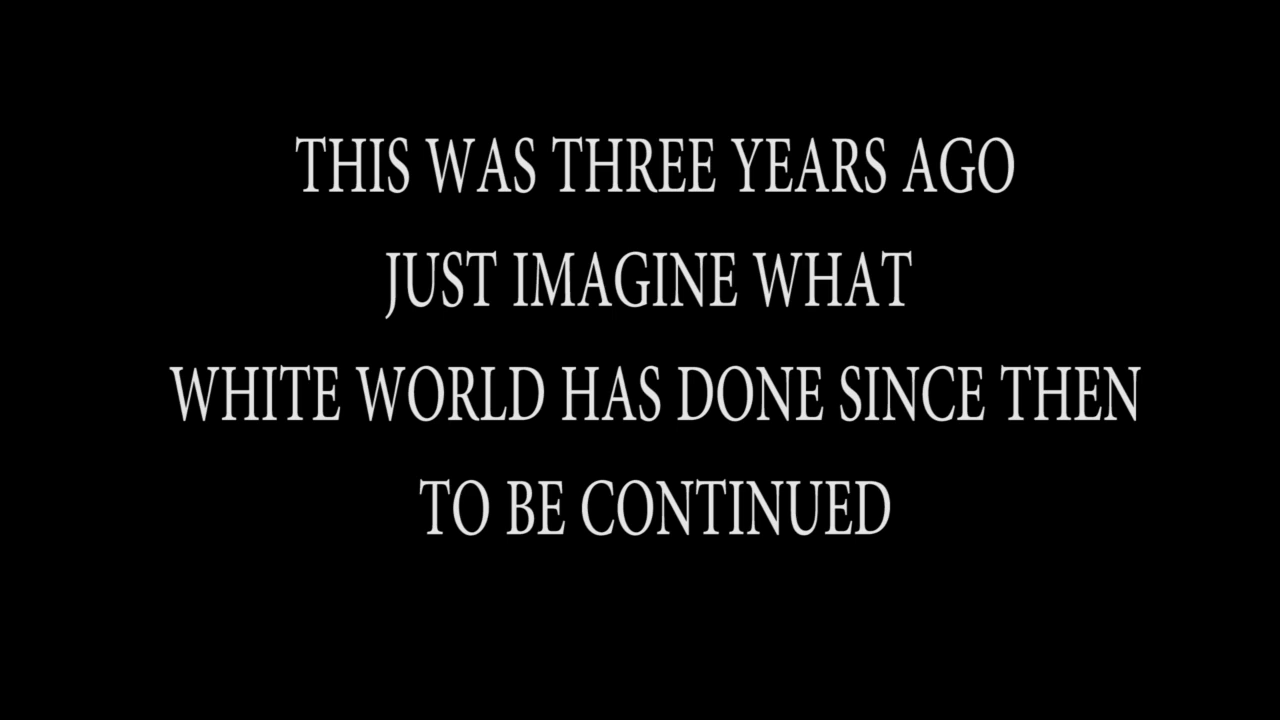 THIS WAS THREE YEARS AGO
JUST IMAGINE WHAT
WHITE WORLD HAS DONE SINCE THEN
TO BE CONTINUED